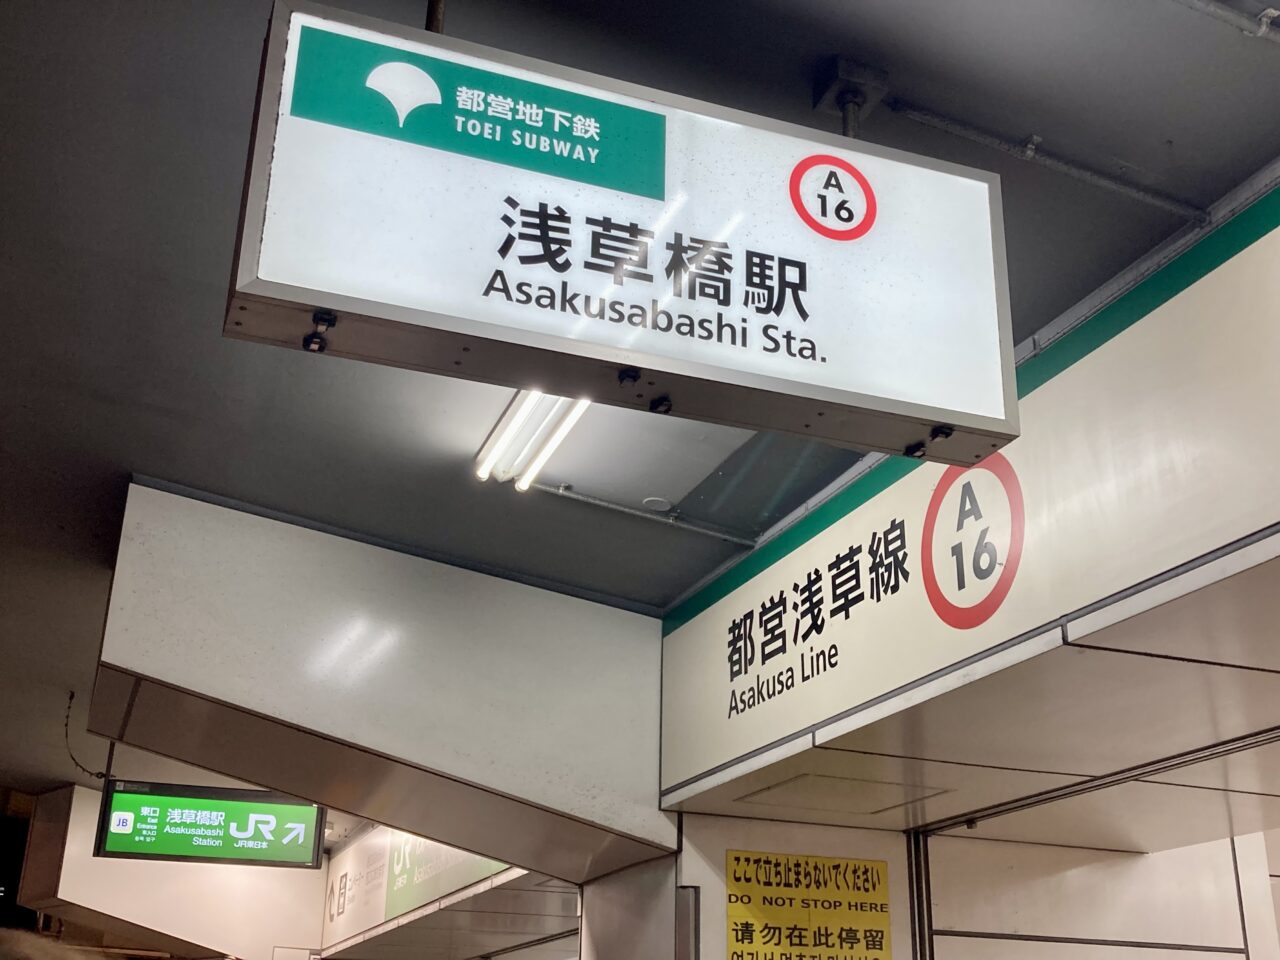 都営地下鉄
TOEI SUBWAY
A
16
浅草橋駅
Asakusabashi Sta.
都営浅草線
Asakusa Line
A
16
JB
東口
East
Entrance
浅草橋駅
Asakusabashi
Station
JR
JR東日本
JR
ここで立ち止まらないでください
DO NOT STOP HERE
请勿在此停留